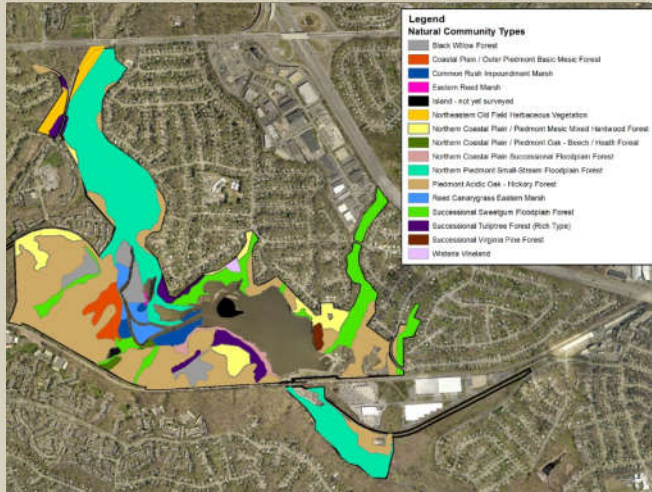 Legend
Natural Community Types
Black Willow Forest
Coastal Plain / Outer Piedmont Basic Mesic Forest
Common Rush Impoundment Marsh
Eastern Reed Marsh
Island - not yet surveyed
Northeastern Old Field Herbaceous Vegetation
Northern Coastal Plain / Piedmont Mesic Mixed Hardwood Forest
Northern Coastal Plain / Piedmont Oak - Beech / Heath Forest
Northern Coastal Plain Successional Floodplain Forest
Northern Piedmont Small-Stream Floodplain Forest
Piedmont Acidic Oak - Hickory Forest
Reed Canarygrass Eastern Marsh
Successional Sweetgum Floodplain Forest
Successional Tuliptree Forest (Rich Type)
Successional Virginia Pine Forest
Wisteria Vineland